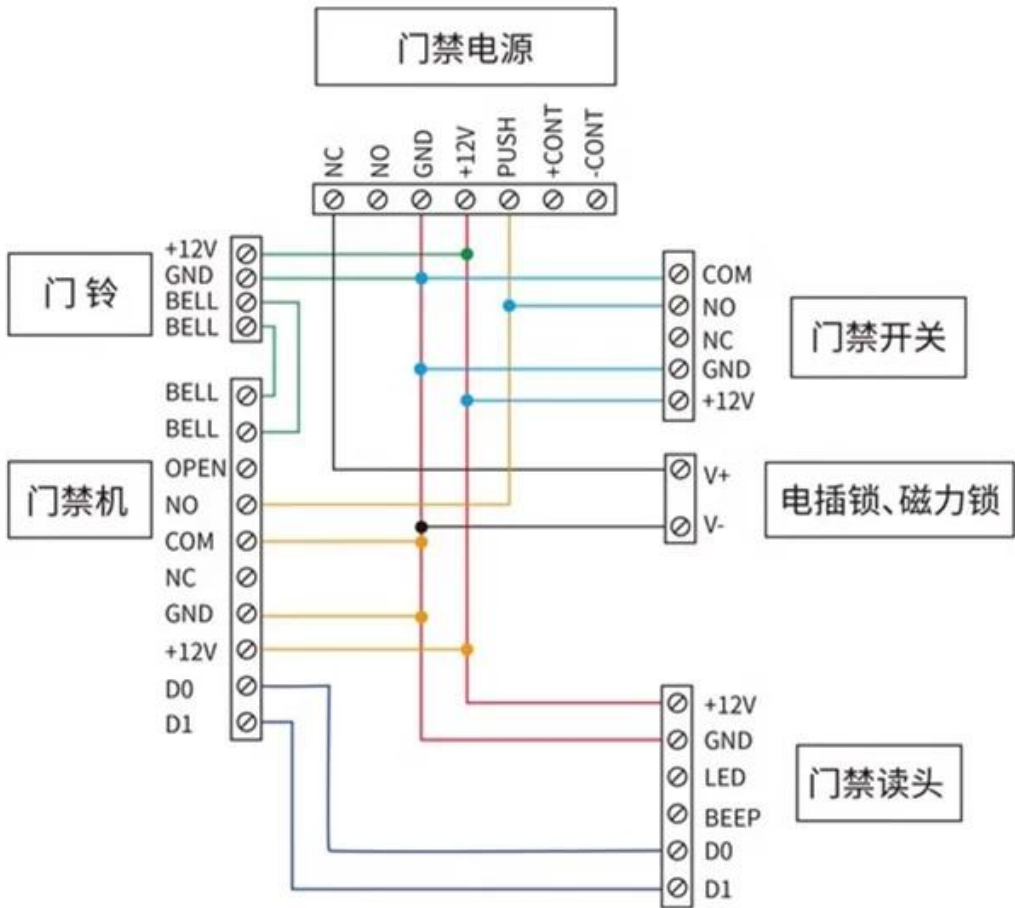 门禁电源
NC
NO
GND
+12V
PUSH
+CONT
-CONT
门 铃
+12V
GND
BELL
BELL
门禁机
BELL
BELL
OPEN
NO
COM
NC
GND
+12V
D0
D1
COM
NO
NC
GND
+12V
门禁开关
V+
V-
电插锁、磁力锁
+12V
GND
LED
BEEP
D0
D1
门禁读头